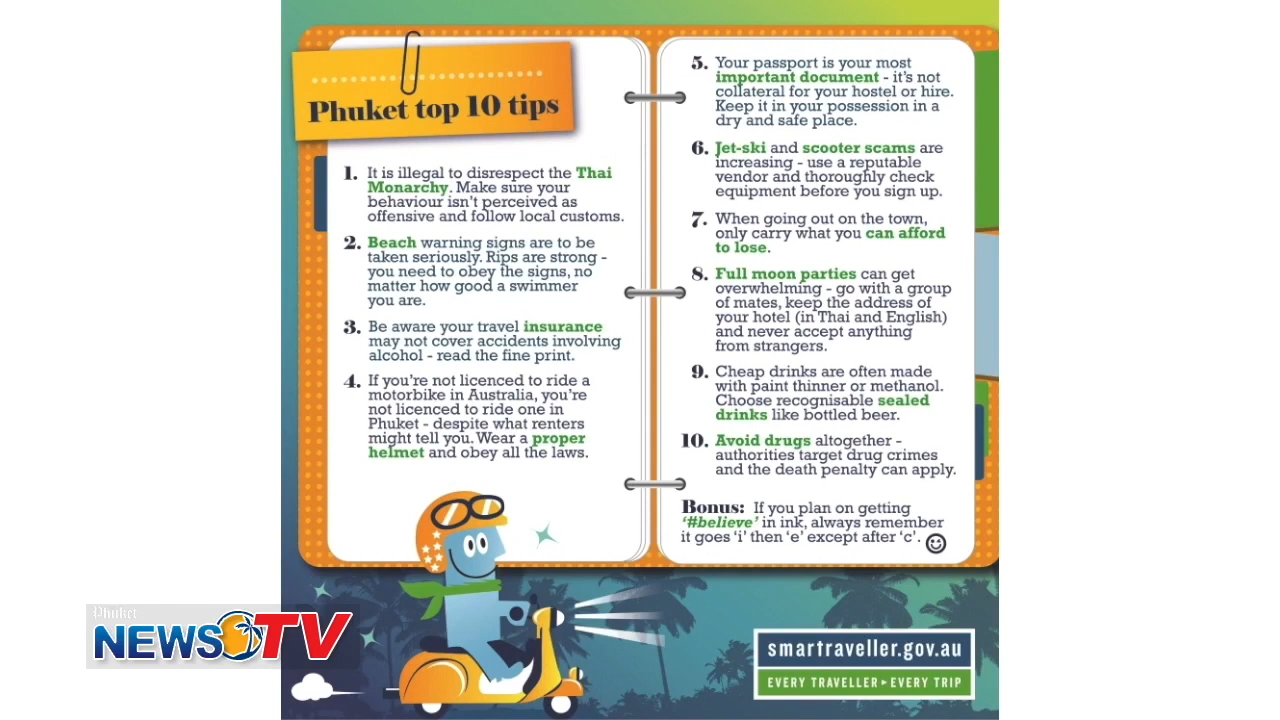 Phuket top 10 tips
1. It is illegal to disrespect the Thai
Monarchy. Make sure your
behaviour isn't perceived as
offensive and follow local customs.
2. Beach warning signs are to be
taken seriously. Rips are strong -
you need to obey the signs, no
matter how good a swimmer
you are.
3. Be aware your travel insurance
may not cover accidents involving
alcohol - read the fine print.
4. If you're not licenced to ride a
motorbike in Australia, you're
not licenced to ride one in
Phuket - despite what renters
might tell you. Wear a proper
helmet and obey all the laws.
5. Your passport is your most
important document - it's not
collateral for your hostel or hire.
Keep it in your possession in a
dry and safe place.
6. Jet-ski and scooter scams are
increasing - use a reputable
vendor and thoroughly check
equipment before you sign up.
7. When going out on the town,
only carry what you can afford
to lose.
8. Full moon parties can get
overwhelming - go with a group
of mates, keep the address of
your hotel (in Thai and English)
and never accept anything
from strangers.
9. Cheap drinks are often made
with paint thinner or methanol.
Choose recognisable sealed
drinks like bottled beer.
10. Avoid drugs altogether -
authorities target drug crimes
and the death penalty can apply.
Bonus: If you plan on getting
'#believe' in ink, always remember
it goes 'i' then 'e' except after 'c'.
Phuket
NEWS TV
smartraveller.gov.au
EVERY TRAVELLER ▸ EVERY TRIP